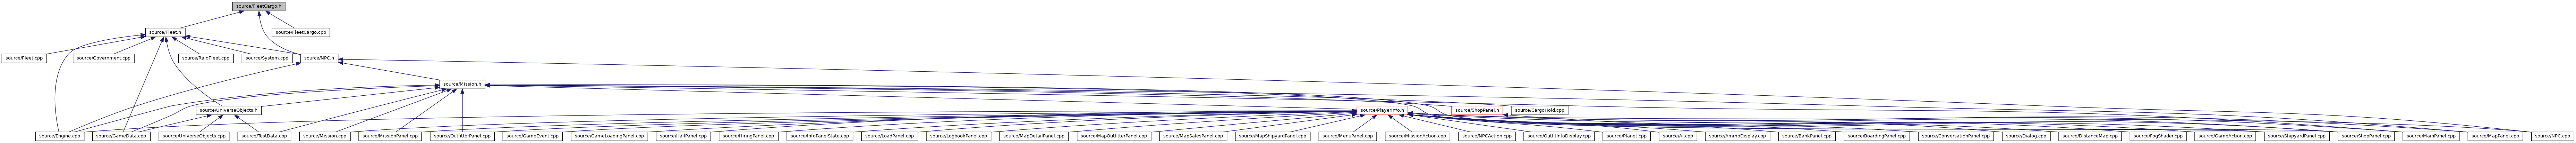 source/FleetCargo.h
source/Fleet.h
source/FleetCargo.cpp
source/Fleet.cpp
source/Government.cpp
source/RaidFleet.cpp
source/System.cpp
source/NPC.h
source/Mission.h
source/UniverseObjects.h
source/PlayerInfo.h
source/ShopPanel.h
source/CargoHold.cpp
source/Engine.cpp
source/GameData.cpp
source/UniverseObjects.cpp
source/TestData.cpp
source/Mission.cpp
source/MissionPanel.cpp
source/OutfitterPanel.cpp
source/GameEvent.cpp
source/GameLoadingPanel.cpp
source/HailPanel.cpp
source/HiringPanel.cpp
source/InfoPanelState.cpp
source/LoadPanel.cpp
source/LogbookPanel.cpp
source/MapDetailPanel.cpp
source/MapOutfitterPanel.cpp
source/MapSalesPanel.cpp
source/MapShipyardPanel.cpp
source/MenuPanel.cpp
source/MissionAction.cpp
source/NPCAction.cpp
source/OutfitInfoDisplay.cpp
source/Planet.cpp
source/AI.cpp
source/AmmoDisplay.cpp
source/BankPanel.cpp
source/BoardingPanel.cpp
source/ConversationPanel.cpp
source/Dialog.cpp
source/DistanceMap.cpp
source/FogShader.cpp
source/GameAction.cpp
source/ShipyardPanel.cpp
source/ShopPanel.cpp
source/MainPanel.cpp
source/MapPanel.cpp
source/NPC.cpp